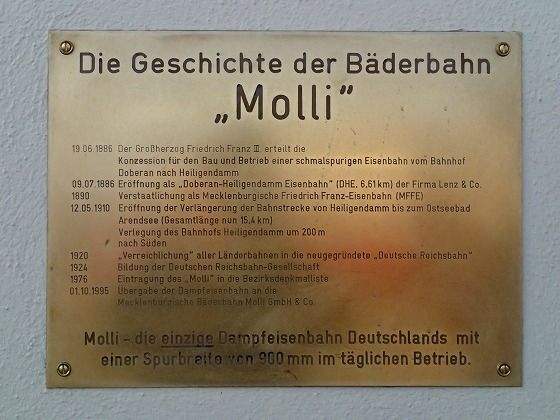 Die Geschichte der Bäderbahn
„Molli“
19.06.1886 Der Großherzog Friedrich Franz III. erteilt die
Konzession für den Bau und Betrieb einer schmalspurigen Eisenbahn vom Bahnhof
Doberan nach Heiligendamm
09.07.1886 Eröffnung als „Doberan-Heiligendamm Eisenbahn“ (DHE. 6,61 km) der Firma Lenz & Co.
1890 Verstaatlichung als Mecklenburgische Friedrich Franz-Eisenbahn (MFFE)
12.05.1910 Eröffnung der Verlängerung der Bahnstrecke von Heiligendamm bis zum Ostseebad
Arendsee (Gesamtlänge nun 15,4 km)
Verlegung des Bahnhofs Heiligendamm um 200 m
nach Süden
1920 „Verreichlichung“ aller Länderbahnen in die neugegründete „Deutsche Reichsbahn“
1924 Bildung der Deutschen Reichsbahn-Gesellschaft
1976 Eintragung des „Molli“ in die Bezirksdenkmalliste
01.10.1995 Übergabe der Dampfeisenbahn an die
Mecklenburgische Bäderbahn Molli GmbH & Co.
Molli - die einzige Dampfeisenbahn Deutschlands mit
einer Spurbreite von 900 mm im täglichen Betrieb.